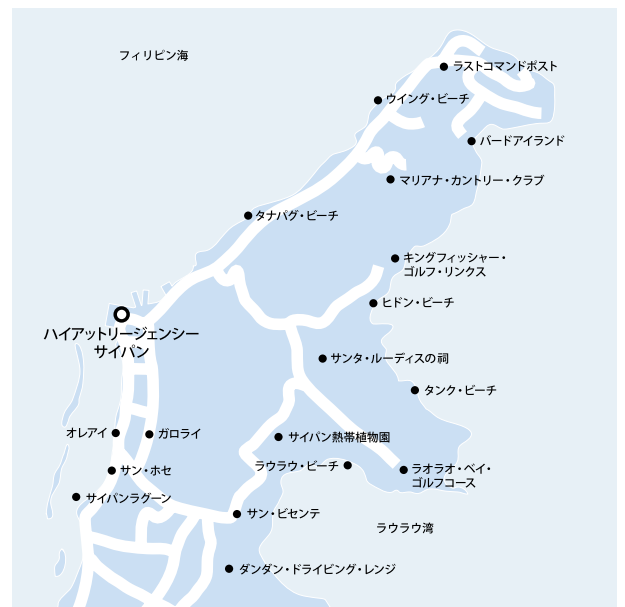 フィリピン海
ラストコマンドポスト
ウイング・ビーチ
バードアイランド
マリアナ・カントリー・クラブ
タナパグ・ビーチ
キングフィッシャー・
ゴルフ・リンクス
ヒドン・ビーチ
ハイアットリージェンシー
サイパン
サンタ・ルーディスの祠
タンク・ビーチ
オレアイ
ガロライ
サイパン熱帯植物園
ラウラウ・ビーチ
ラオラオ・ベイ・
ゴルフコース
サン・ホセ
サイパンラグーン
サン・ビセンテ
ラウラウ湾
ダンダン・ドライビング・レンジ